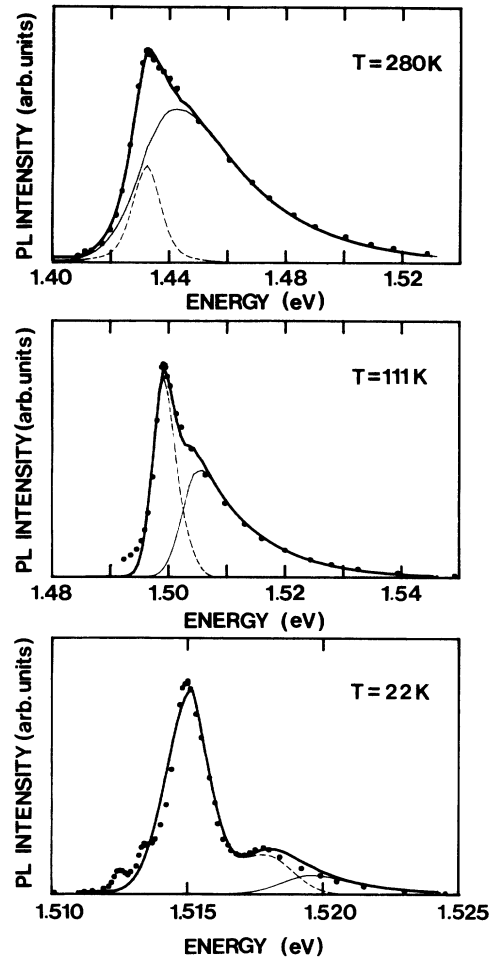 PL INTENSITY (arb.units)
T=280K
1.40 1.44 1.48 1.52
ENERGY (eV)
PL INTENSITY (arb.units)
T=111K
1.48 1.50 1.52 1.54
ENERGY (eV)
PL INTENSITY (arb.units)
T=22K
1.510 1.515 1.520 1.525
ENERGY (eV)